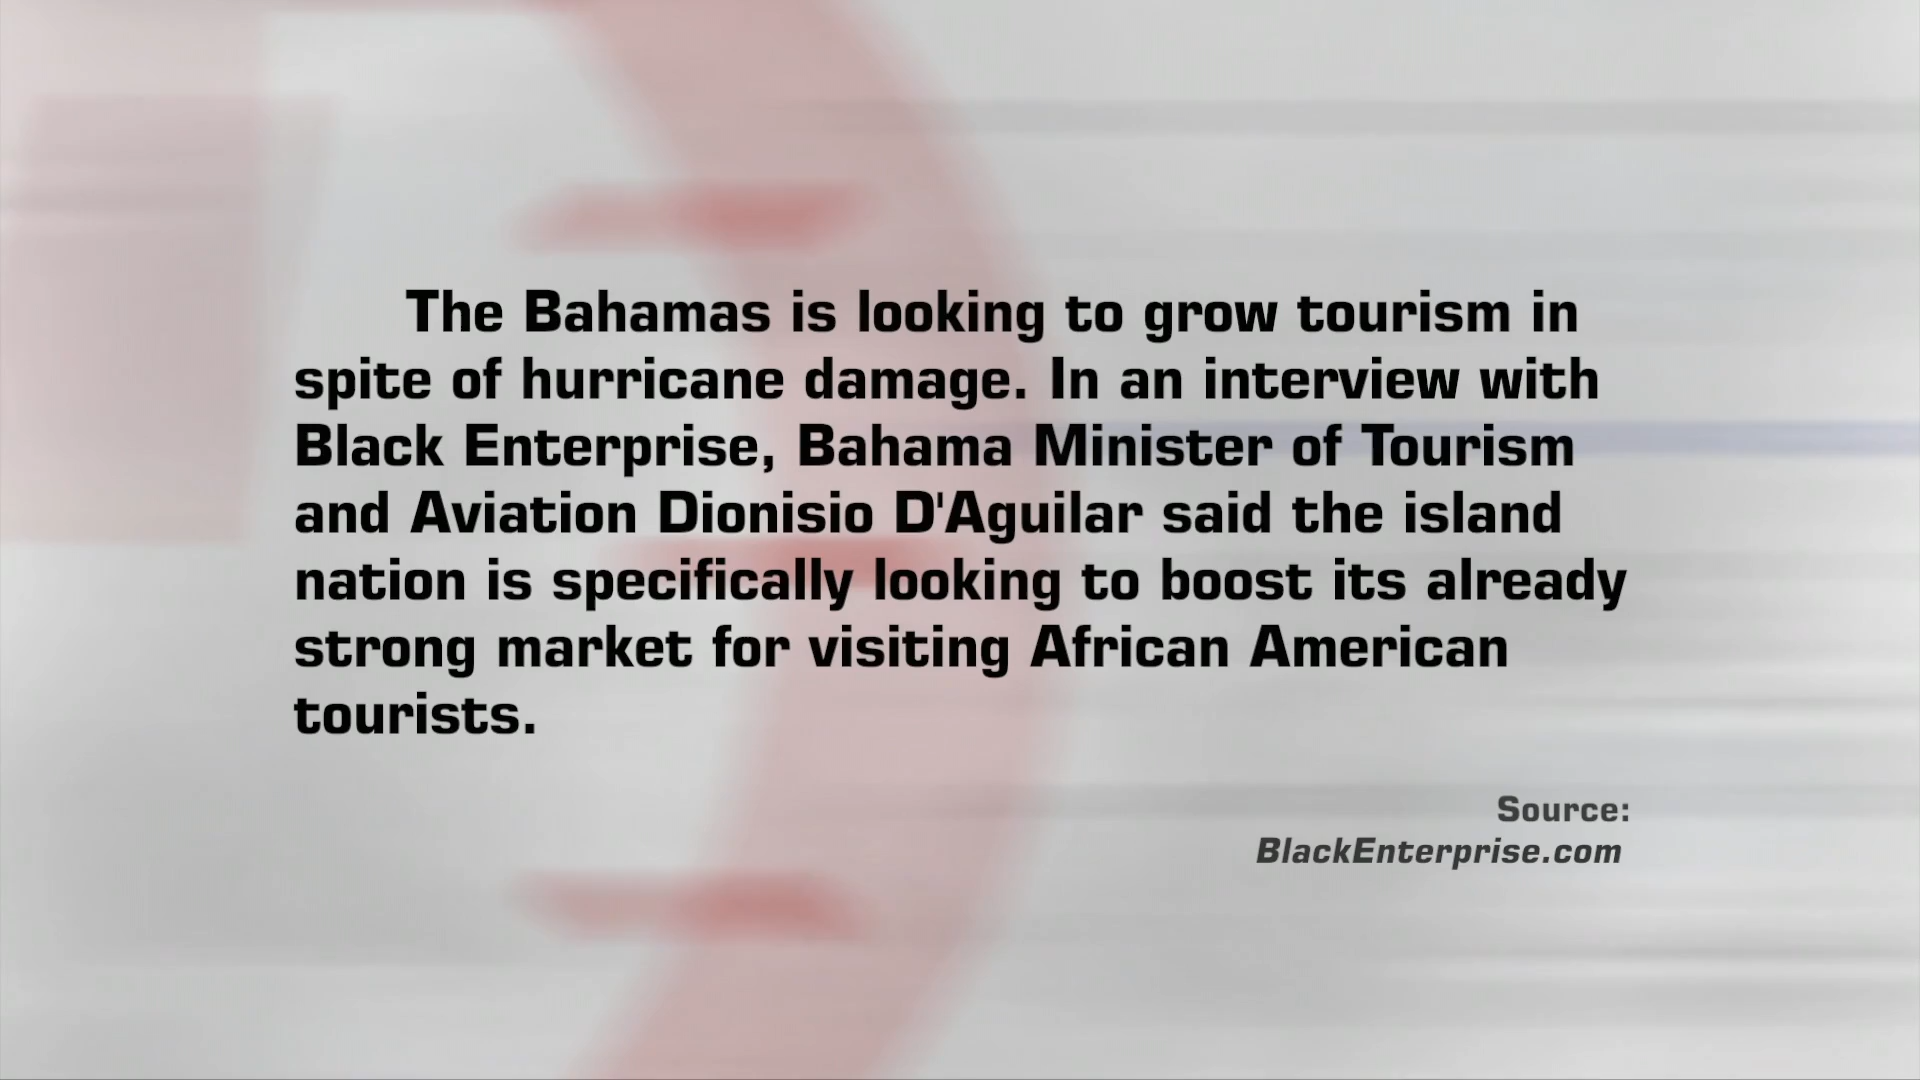 The Bahamas is looking to grow tourism in
spite of hurricane damage. In an interview with
Black Enterprise, Bahama Minister of Tourism
and Aviation Dionisio D'Aguilar said the island
nation is specifically looking to boost its already
strong market for visiting African American
tourists.
Source:
BlackEnterprise.com